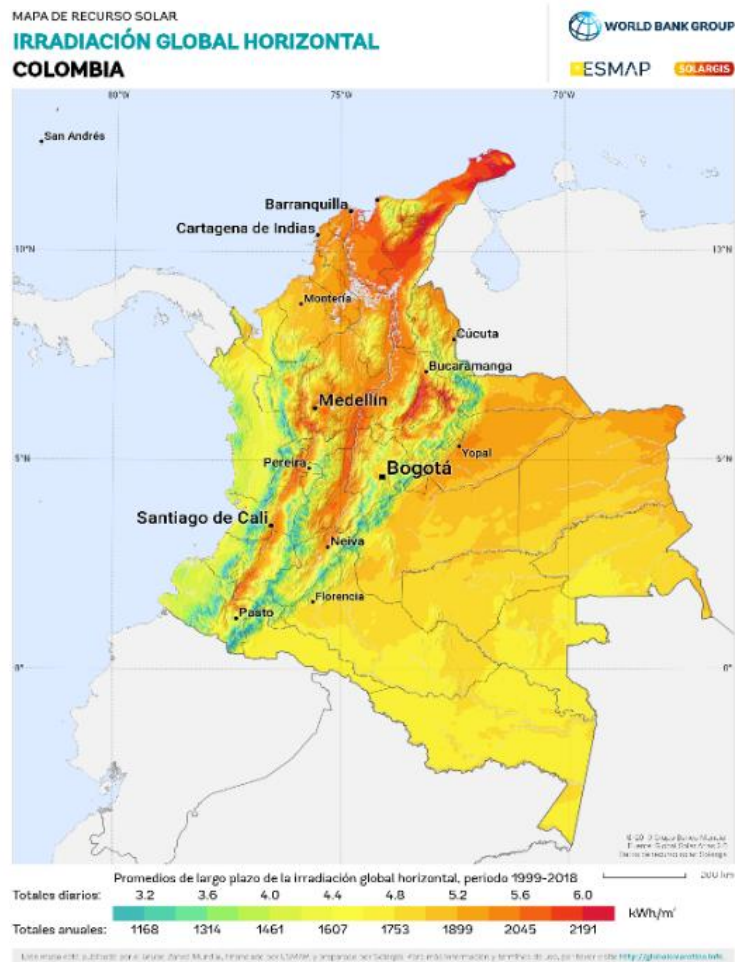 MAPA DE RECURSO SOLAR
IRRADIACIÓN GLOBAL HORIZONTAL
COLOMBIA
WORLD BANK GROUP
ESMAP
SOLARGIS
80°W
75°W
70°W
San Andrés
Barranquilla
Cartagena de Indias
10°N
Montería
Cúcuta
Bucaramanga
Medellín
5°N
5°N
Pereira
Yopal
Bogotá
Santiago de Cali
Neiva
Florencia
Pasto
0°
0°
200 km
Promedios de largo plazo de la irradiación global horizontal, periodo 1999-2018
Totales diarios: 3.2 3.6 4.0 4.4 4.8 5.2 5.6 6.0
kWh/m²
Totales anuales: 1168 1314 1461 1607 1753 1899 2045 2191